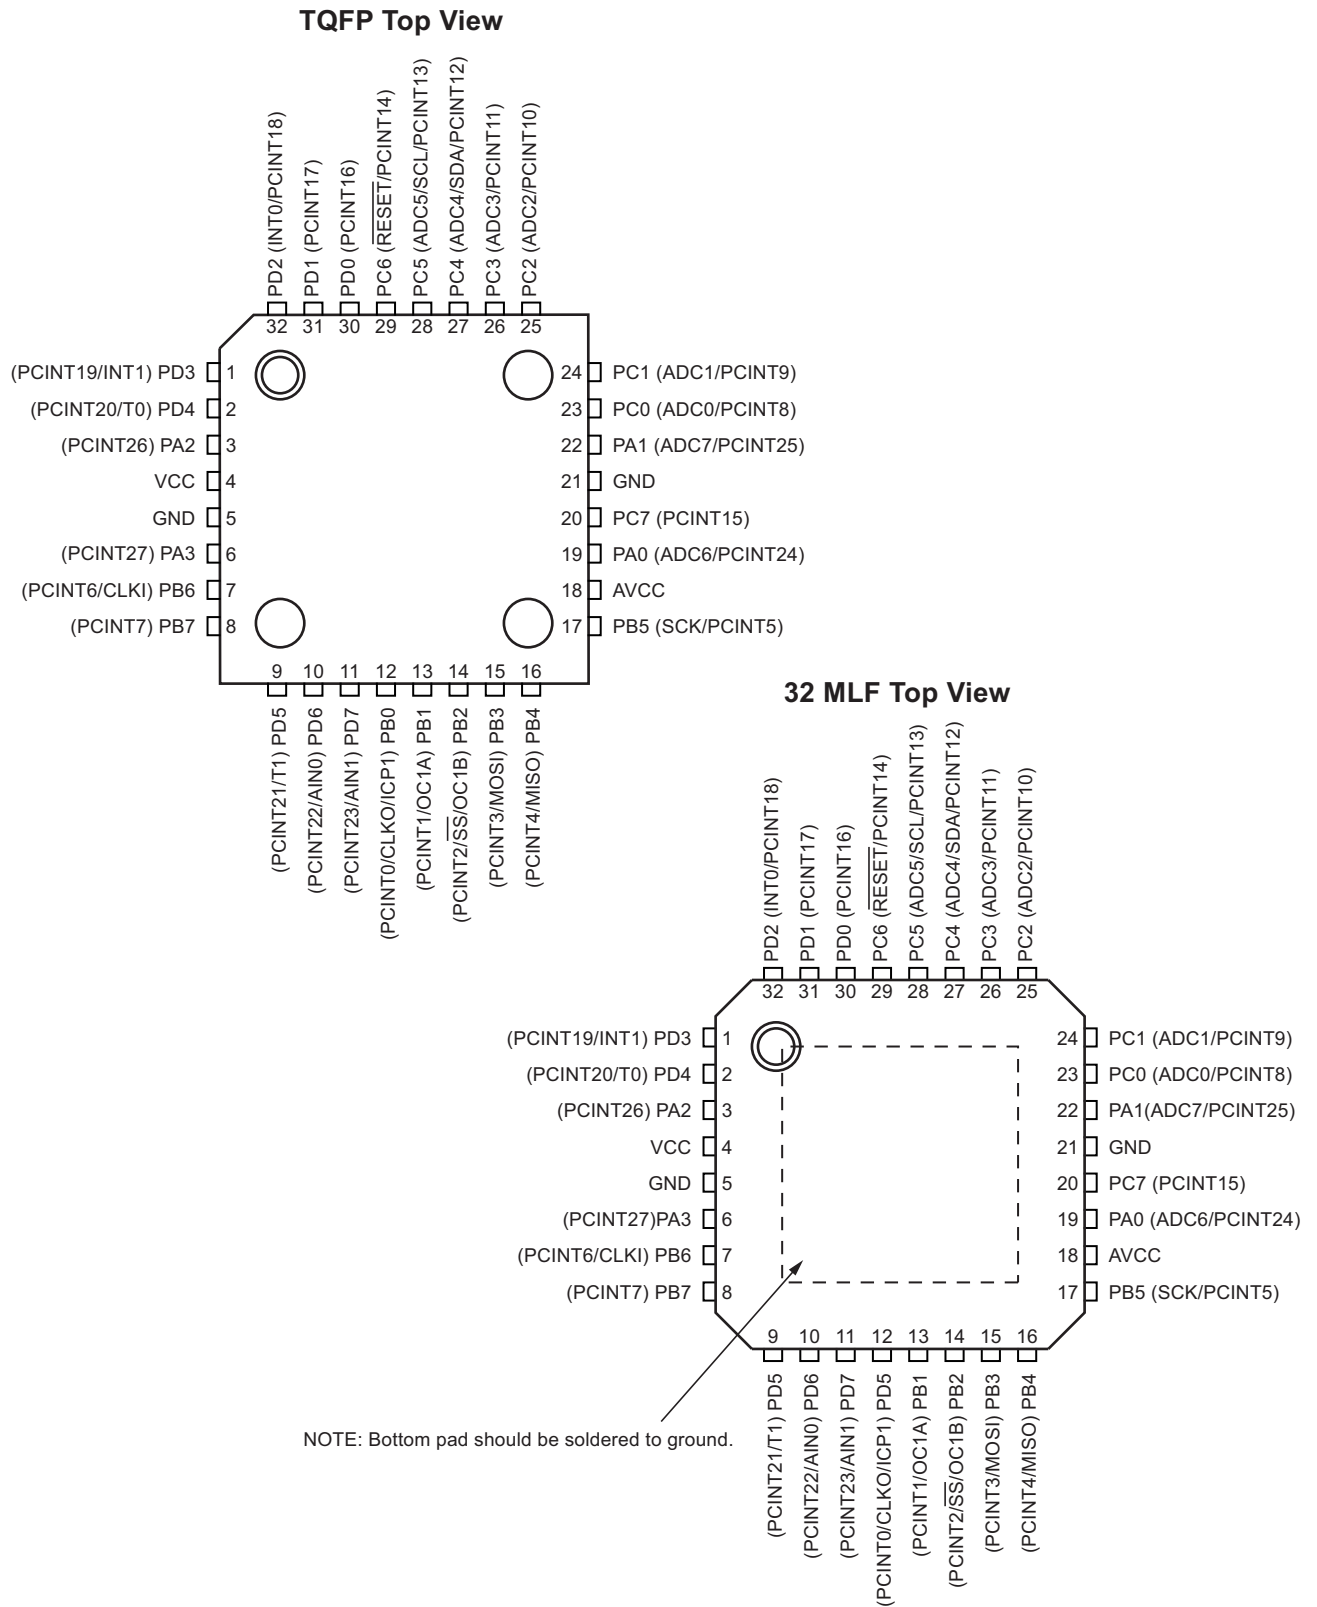 TQFP Top View
PD2 (INT0/PCINT18)
PD1 (PCINT17)
PD0 (PCINT16)
PC6 (RESET/PCINT14)
PC5 (ADC5/SCL/PCINT13)
PC4 (ADC4/SDA/PCINT12)
PC3 (ADC3/PCINT11)
PC2 (ADC2/PCINT10)
32 31 30 29 28 27 26 25
(PCINT19/INT1) PD3 1
(PCINT20/T0) PD4 2
(PCINT26) PA2 3
VCC 4
GND 5
(PCINT27) PA3 6
(PCINT6/CLKI) PB6 7
(PCINT7) PB7 8
24 PC1 (ADC1/PCINT9)
23 PC0 (ADC0/PCINT8)
22 PA1 (ADC7/PCINT25)
21 GND
20 PC7 (PCINT15)
19 PA0 (ADC6/PCINT24)
18 AVCC
17 PB5 (SCK/PCINT5)
9 10 11 12 13 14 15 16
(PCINT21/T1) PD5
(PCINT22/AIN0) PD6
(PCINT23/AIN1) PD7
(PCINT0/CLKO/ICP1) PB0
(PCINT1/OC1A) PB1
(PCINT2/SS/OC1B) PB2
(PCINT3/MOSI) PB3
(PCINT4/MISO) PB4
32 MLF Top View
PD2 (INT0/PCINT18)
PD1 (PCINT17)
PD0 (PCINT16)
PC6 (RESET/PCINT14)
PC5 (ADC5/SCL/PCINT13)
PC4 (ADC4/SDA/PCINT12)
PC3 (ADC3/PCINT11)
PC2 (ADC2/PCINT10)
32 31 30 29 28 27 26 25
(PCINT19/INT1) PD3 1
(PCINT20/T0) PD4 2
(PCINT26) PA2 3
VCC 4
GND 5
(PCINT27)PA3 6
(PCINT6/CLKI) PB6 7
(PCINT7) PB7 8
24 PC1 (ADC1/PCINT9)
23 PC0 (ADC0/PCINT8)
22 PA1(ADC7/PCINT25)
21 GND
20 PC7 (PCINT15)
19 PA0 (ADC6/PCINT24)
18 AVCC
17 PB5 (SCK/PCINT5)
9 10 11 12 13 14 15 16
(PCINT21/T1) PD5
(PCINT22/AIN0) PD6
(PCINT23/AIN1) PD7
(PCINT0/CLKO/ICP1) PD5
(PCINT1/OC1A) PB1
(PCINT2/SS/OC1B) PB2
(PCINT3/MOSI) PB3
(PCINT4/MISO) PB4
NOTE: Bottom pad should be soldered to ground.